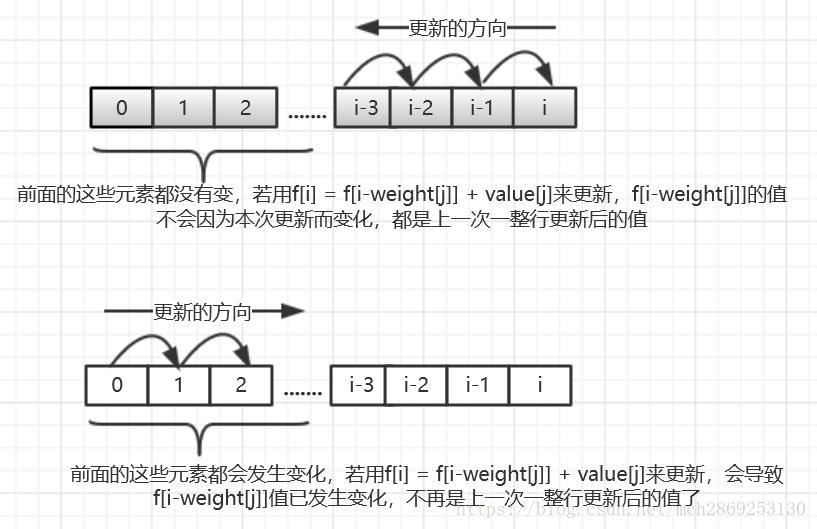 更新的方向
0 1 2 ....... i-3 i-2 i-1 i
前面的这些元素都没有变，若用f[i] = f[i-weight[j]] + value[j]来更新，f[i-weight[j]]的值
不会因为本次更新而变化，都是上一次一整行更新后的值
更新的方向
0 1 2 ....... i-3 i-2 i-1 i
前面的这些元素都会发生变化，若用f[i] = f[i-weight[j]] + value[j]来更新，会导致
f[i-weight[j]]值已发生变化，不再是上一次一整行更新后的值了
https://blog.csdn.net/mch2869253130